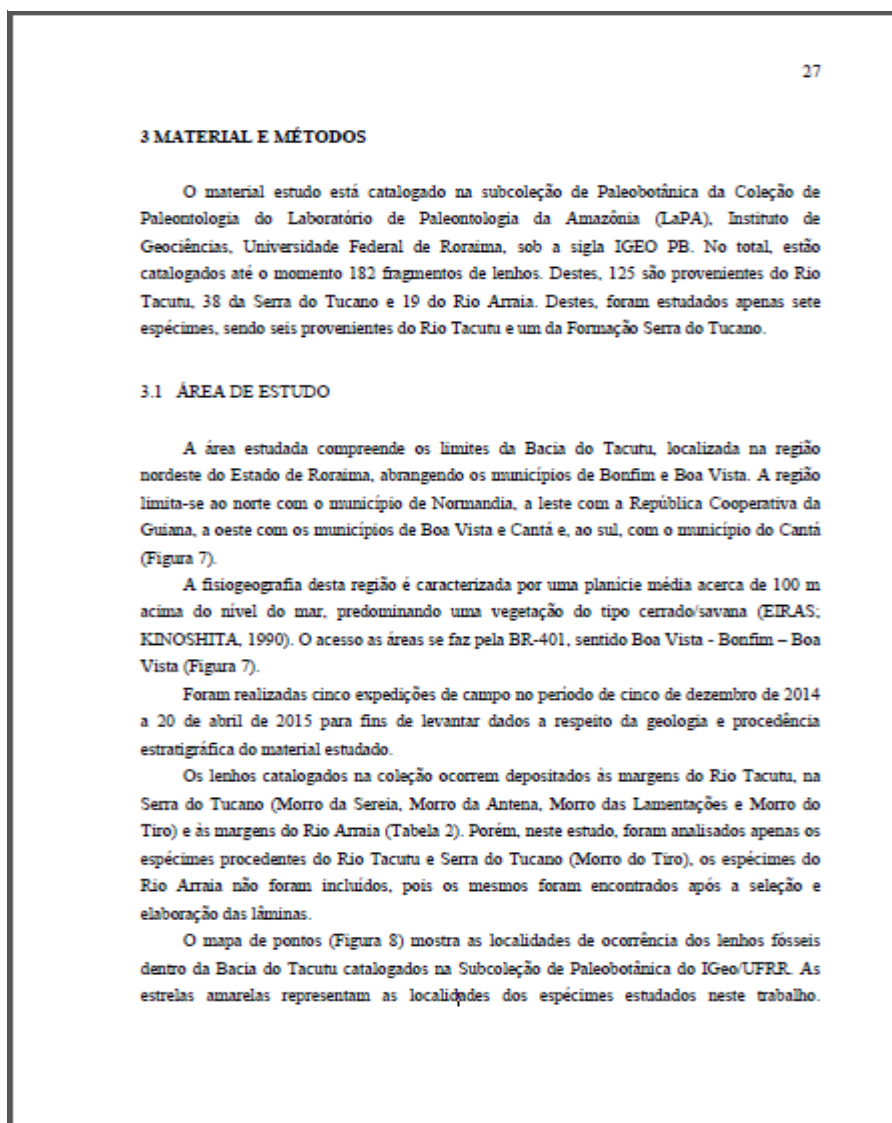 27
3 MATERIAL E MÉTODOS
O material estudo está catalogado na subcoleção de Paleobotânica da Coleção de
Paleontologia do Laboratório de Paleontologia da Amazônia (LaPA), Instituto de
Geociências, Universidade Federal de Roraima, sob a sigla IGEO PB. No total, estão
catalogados até o momento 182 fragmentos de lenhos. Destes, 125 são provenientes do Rio
Tacutu, 38 da Serra do Tucano e 19 do Rio Arraia. Destes, foram estudados apenas sete
espécimes, sendo seis provenientes do Rio Tacutu e um da Formação Serra do Tucano.
3.1 ÁREA DE ESTUDO
A área estudada compreende os limites da Bacia do Tacutu, localizada na região
nordeste do Estado de Roraima, abrangendo os municípios de Bonfim e Boa Vista. A região
limita-se ao norte com o município de Normandia, a leste com a República Cooperativa da
Guiana, a oeste com os municípios de Boa Vista e Cantá e, ao sul, com o município do Cantá
(Figura 7).
A fisiogeografia desta região é caracterizada por uma planície média acerca de 100 m
acima do nível do mar, predominando uma vegetação do tipo cerrado/savana (EIRAS;
KINOSHITA, 1990). O acesso as áreas se faz pela BR-401, sentido Boa Vista - Bonfim – Boa
Vista (Figura 7).
Foram realizadas cinco expedições de campo no período de cinco de dezembro de 2014
a 20 de abril de 2015 para fins de levantar dados a respeito da geologia e procedência
estratigráfica do material estudado.
Os lenhos catalogados na coleção ocorrem depositados às margens do Rio Tacutu, na
Serra do Tucano (Morro da Sereia, Morro da Antena, Morro das Lamentações e Morro do
Tiro) e às margens do Rio Arraia (Tabela 2). Porém, neste estudo, foram analisados apenas os
espécimes procedentes do Rio Tacutu e Serra do Tucano (Morro do Tiro), os espécimes do
Rio Arraia não foram incluídos, pois os mesmos foram encontrados após a seleção e
elaboração das lâminas.
O mapa de pontos (Figura 8) mostra as localidades de ocorrência dos lenhos fósseis
dentro da Bacia do Tacutu catalogados na Subcoleção de Paleobotânica do IGeo/UFRR. As
estrelas amarelas representam as localidades dos espécimes estudados neste trabalho.